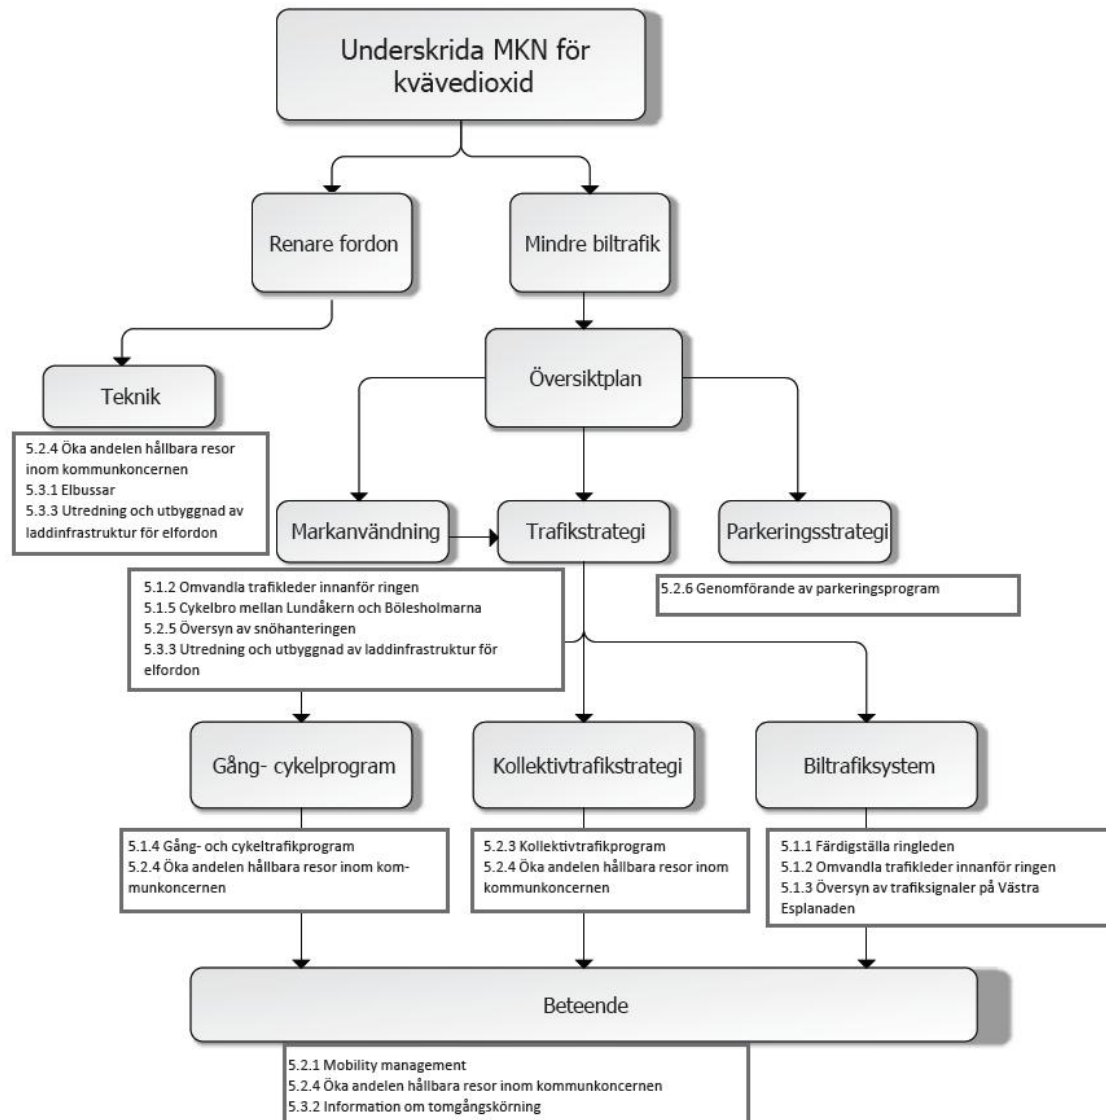 Underskrida MKN för
kvävedioxid
Renare fordon
Mindre biltrafik
Översiktplan
Teknik
5.2.4 Öka andelen hållbara resor
inom kommunkoncernen
5.3.1 Elbussar
5.3.3 Utredning och utbyggnad av
laddinfrastruktur för elfordon
Markanvändning
Trafikstrategi
Parkeringsstrategi
5.1.2 Omvandla trafikleder innanför ringen
5.1.5 Cykelbro mellan Lundåkern och Bölesholmarna
5.2.5 Översyn av snöhanteringen
5.3.3 Utredning och utbyggnad av laddinfrastruktur för
elfordon
5.2.6 Genomförande av parkeringsprogram
Gång- cykelprogram
Kollektivtrafikstrategi
Biltrafiksystem
5.1.4 Gång- och cykeltrafikprogram
5.2.4 Öka andelen hållbara resor inom kom-
munkoncernen
5.2.3 Kollektivtrafikprogram
5.2.4 Öka andelen hållbara resor inom
kommunkoncernen
5.1.1 Färdigställa ringleden
5.1.2 Omvandla trafikleder innanför ringen
5.1.3 Översyn av trafiksignaler på Västra
Esplanaden
Beteende
5.2.1 Mobility management
5.2.4 Öka andelen hållbara resor inom kommunkoncernen
5.3.2 Information om tomgångskörning